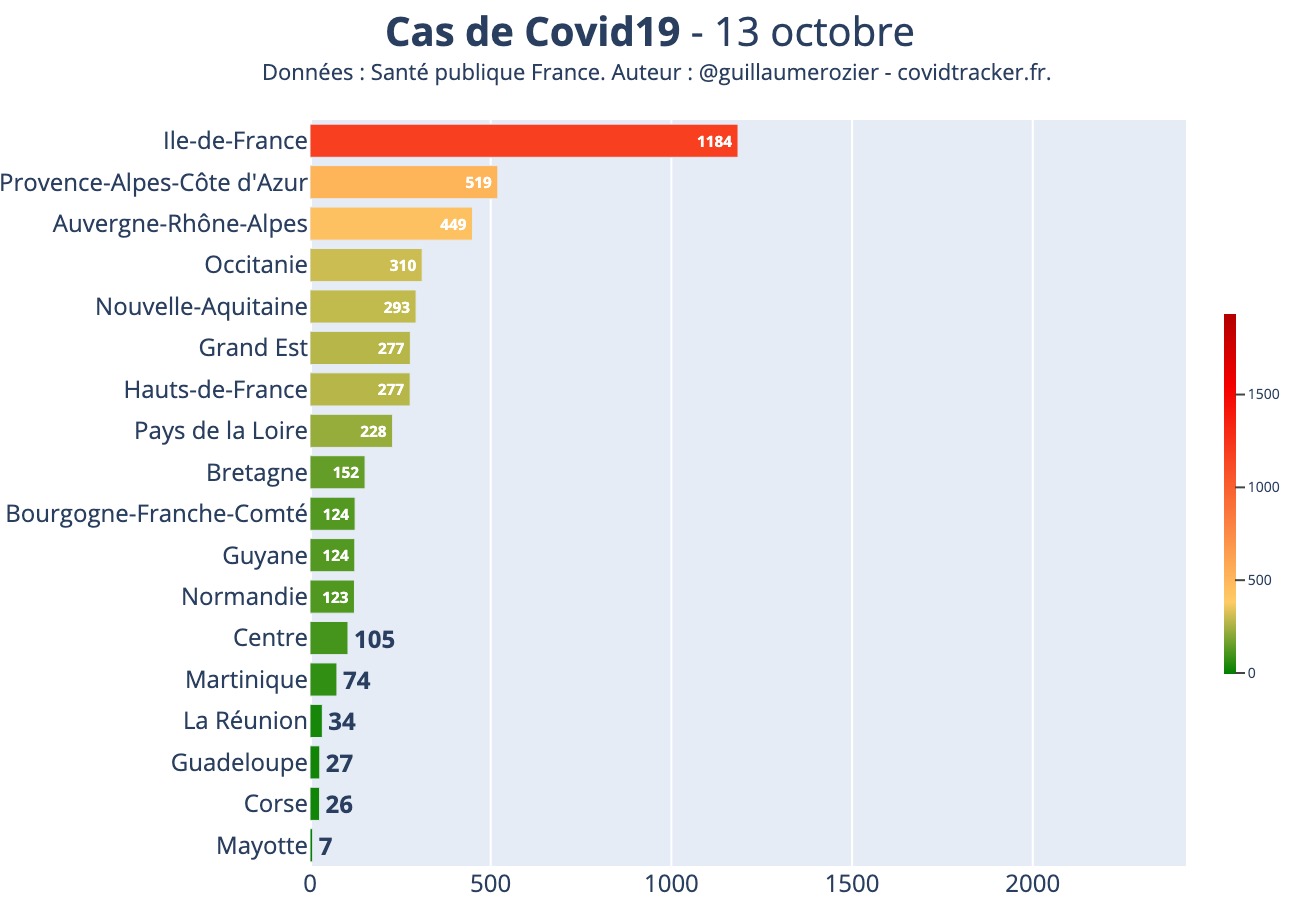 Cas de Covid19 - 13 octobre
Données : Santé publique France. Auteur : @guillaumerozier - covidtracker.fr.
Ile-de-France 1184
Provence-Alpes-Côte d'Azur 519
Auvergne-Rhône-Alpes 449
Occitanie 310
Nouvelle-Aquitaine 293
Grand Est 277
Hauts-de-France 277
Pays de la Loire 228
Bretagne 152
Bourgogne-Franche-Comté 124
Guyane 124
Normandie 123
Centre 105
Martinique 74
La Réunion 34
Guadeloupe 27
Corse 26
Mayotte 7
0 500 1000 1500 2000
1500
1000
500
0